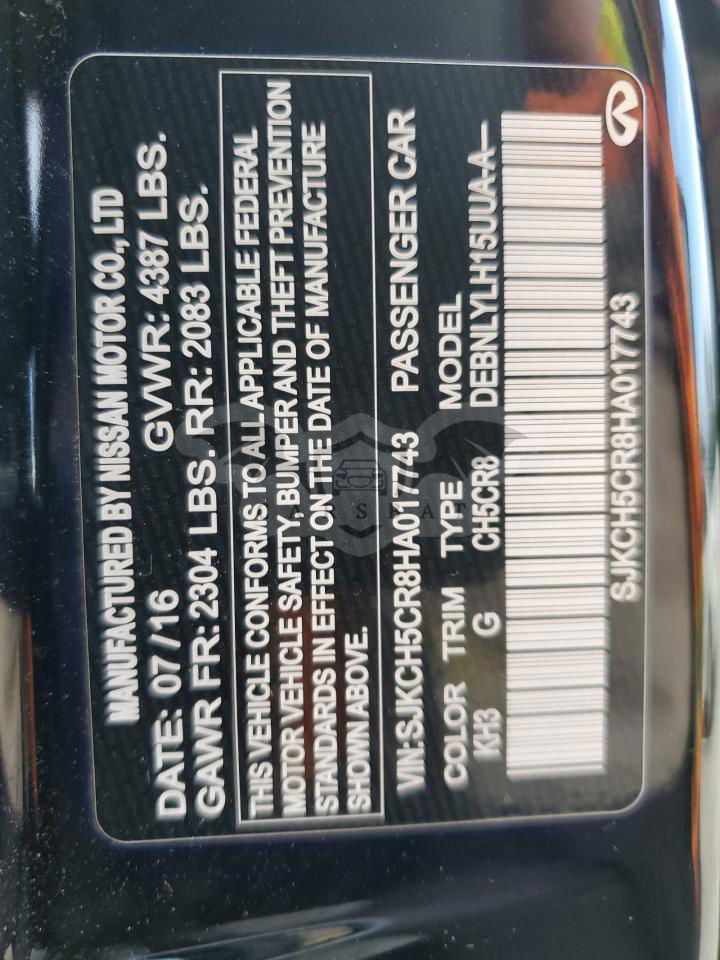 MANUFACTURED BY NISSAN MOTOR CO., LTD
DATE: 07/16 GVWR: 4387 LBS.
GAWR FR: 2304 LBS. RR: 2083 LBS.
THIS VEHICLE CONFORMS TO ALL APPLICABLE FEDERAL
MOTOR VEHICLE SAFETY, BUMPER AND THEFT PREVENTION
STANDARDS IN EFFECT ON THE DATE OF MANUFACTURE
SHOWN ABOVE.
VIN:SJKCH5CR8HA017743 PASSENGER CAR
COLOR TRIM TYPE MODEL
KH3 G CH5CR8 DEBNLYLH15UUA-A—
SJKCH5CR8HA017743